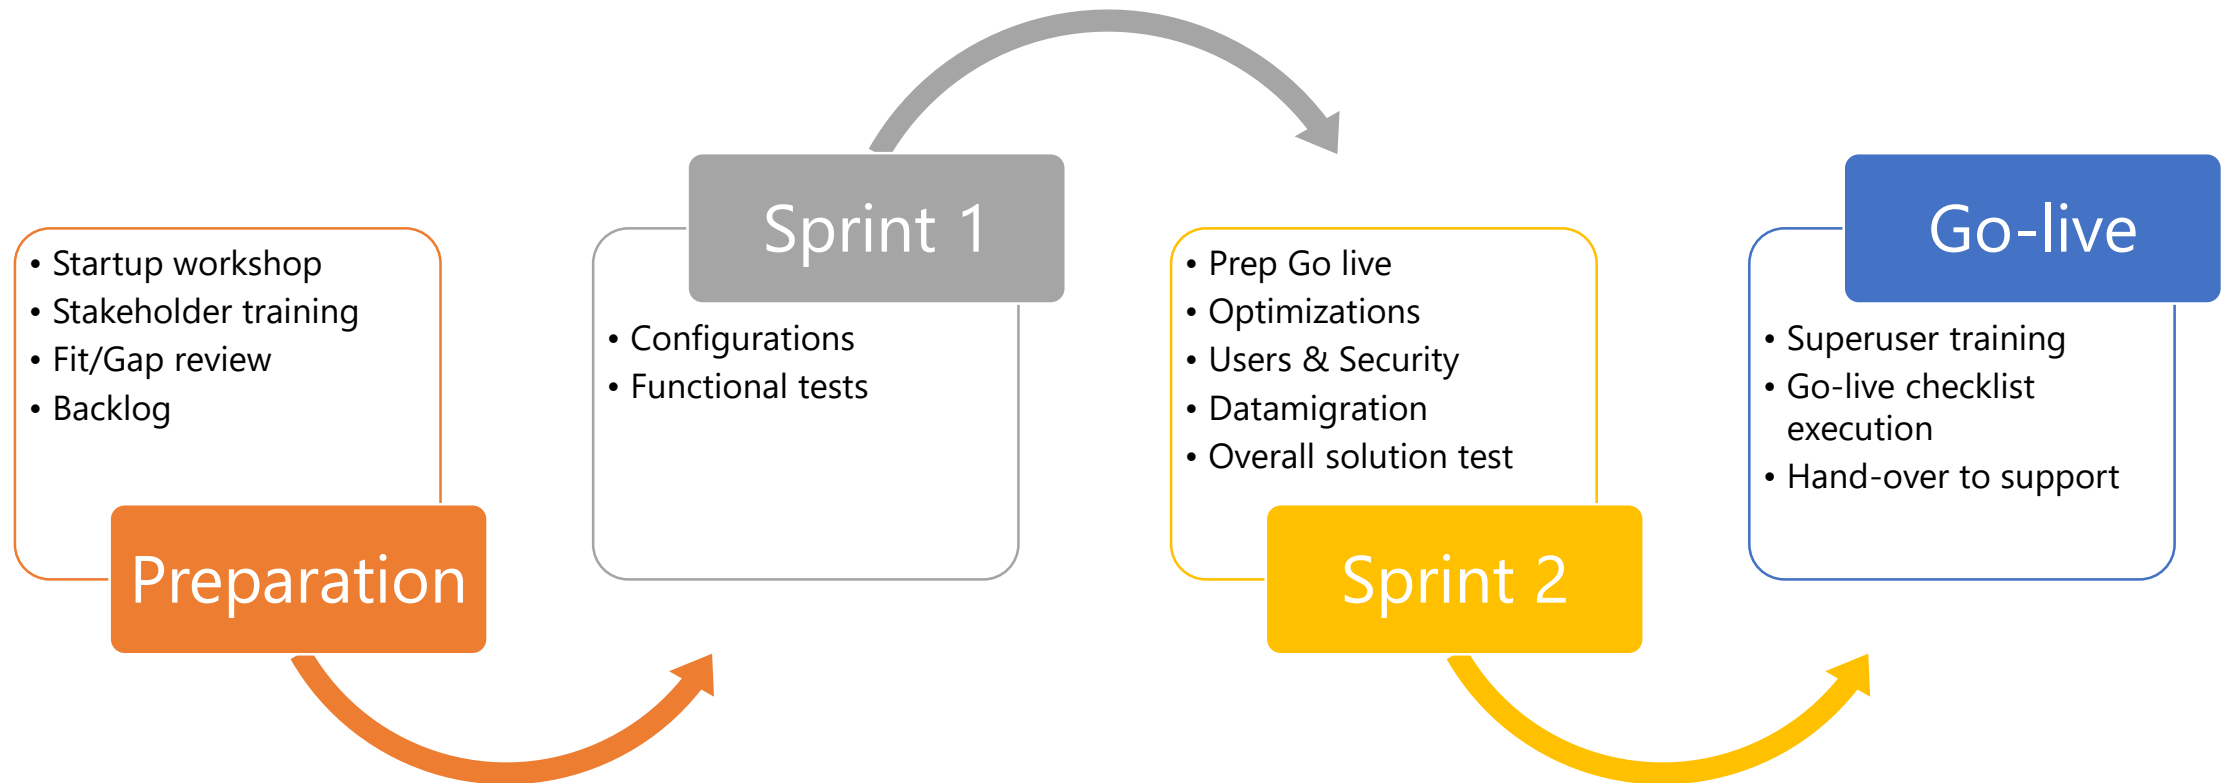 • Startup workshop
• Stakeholder training
• Fit/Gap review
• Backlog
Preparation
Sprint 1
• Configurations
• Functional tests
• Prep Go live
• Optimizations
• Users & Security
• Datamigration
• Overall solution test
Sprint 2
Go-live
• Superuser training
• Go-live checklist
execution
• Hand-over to support